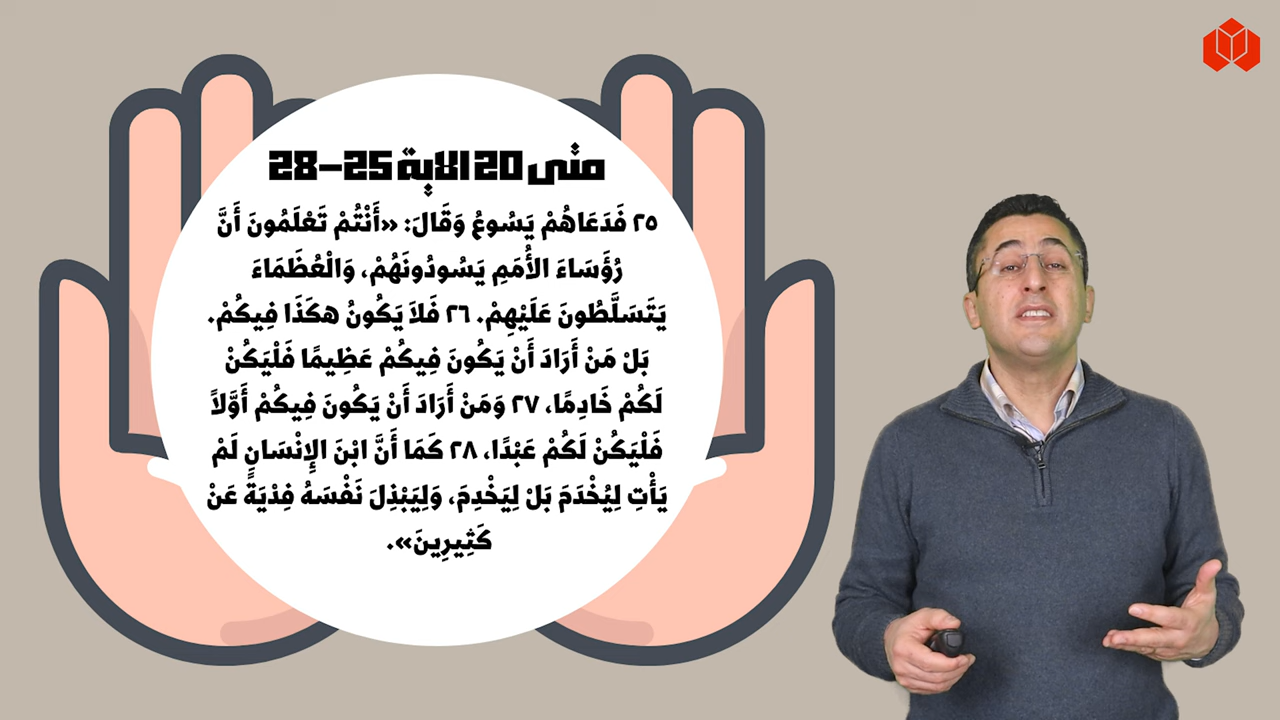 متى 20 الاية 25-28
٢٥ فَدَعَاهُمْ يَسُوعُ وَقَالَ: «أَنْتُمْ تَعْلَمُونَ أَنَّ
رُؤَسَاءَ الأُمَمِ يَسُودُونَهُمْ، وَالْعُظَمَاءَ
يَتَسَلَّطُونَ عَلَيْهِمْ. ٢٦ فَلاَ يَكُونُ هكَذَا فِيكُمْ.
بَلْ مَنْ أَرَادَ أَنْ يَكُونَ فِيكُمْ عَظِيمًا فَلْيَكُنْ
لَكُمْ خَادِمًا، ٢٧ وَمَنْ أَرَادَ أَنْ يَكُونَ فِيكُمْ أَوَّلاً
فَلْيَكُنْ لَكُمْ عَبْدًا، ٢٨ كَمَا أَنَّ ابْنَ الإِنْسَانِ لَمْ
يَأْتِ لِيُخْدَمَ بَلْ لِيَخْدِمَ، وَلِيَبْذِلَ نَفْسَهُ فِدْيَةً عَنْ
كَثِيرِينَ».